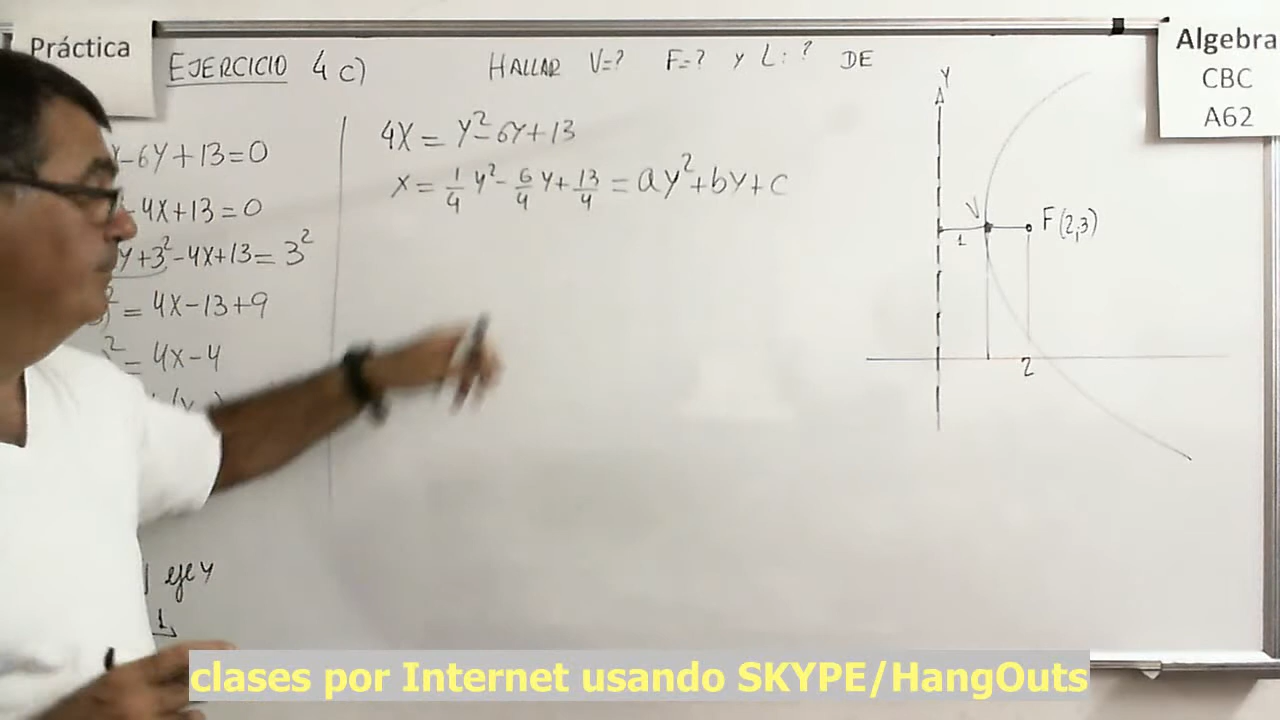 Práctica
EJERCICIO 4 c)
HALLAR V=? F=? Y L:? DE
Algebra
CBC
A62
-6Y+13=0
-4X+13=0
Y+3²-4X+13=3²
²=4X-13+9
²=4X-4
eje Y
1
4X=Y²-6Y+13
X=1/4 Y²-6/4 Y+13/4=aY²+bY+c
Y
V
F(2,3)
1
2
clases por Internet usando SKYPE/HangOuts